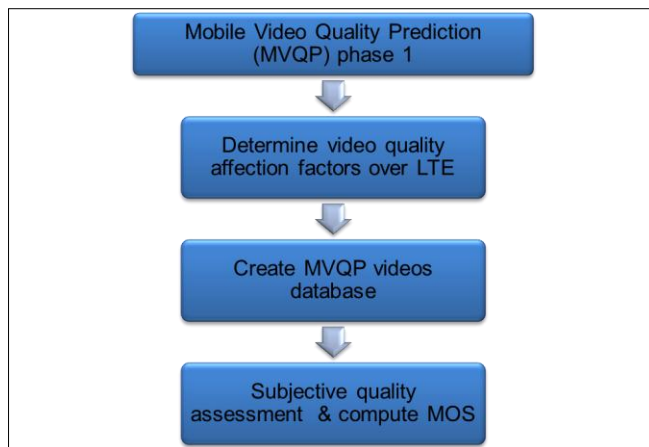 Mobile Video Quality Prediction
(MVQP) phase 1
Determine video quality
affection factors over LTE
Create MVQP videos
database
Subjective quality
assessment & compute MOS